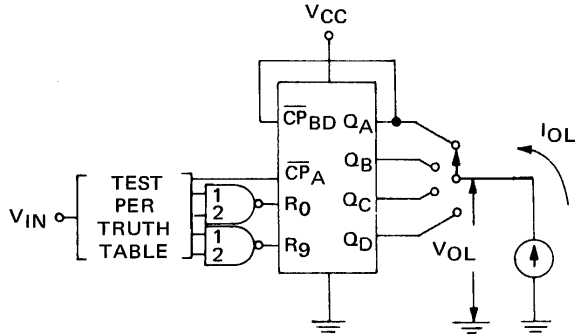 VCC
CPBD QA
IOL
QB
CPA
TEST
PER
TRUTH
TABLE
VIN
1
2
R0
QC
1
2
R9
QD
VOL